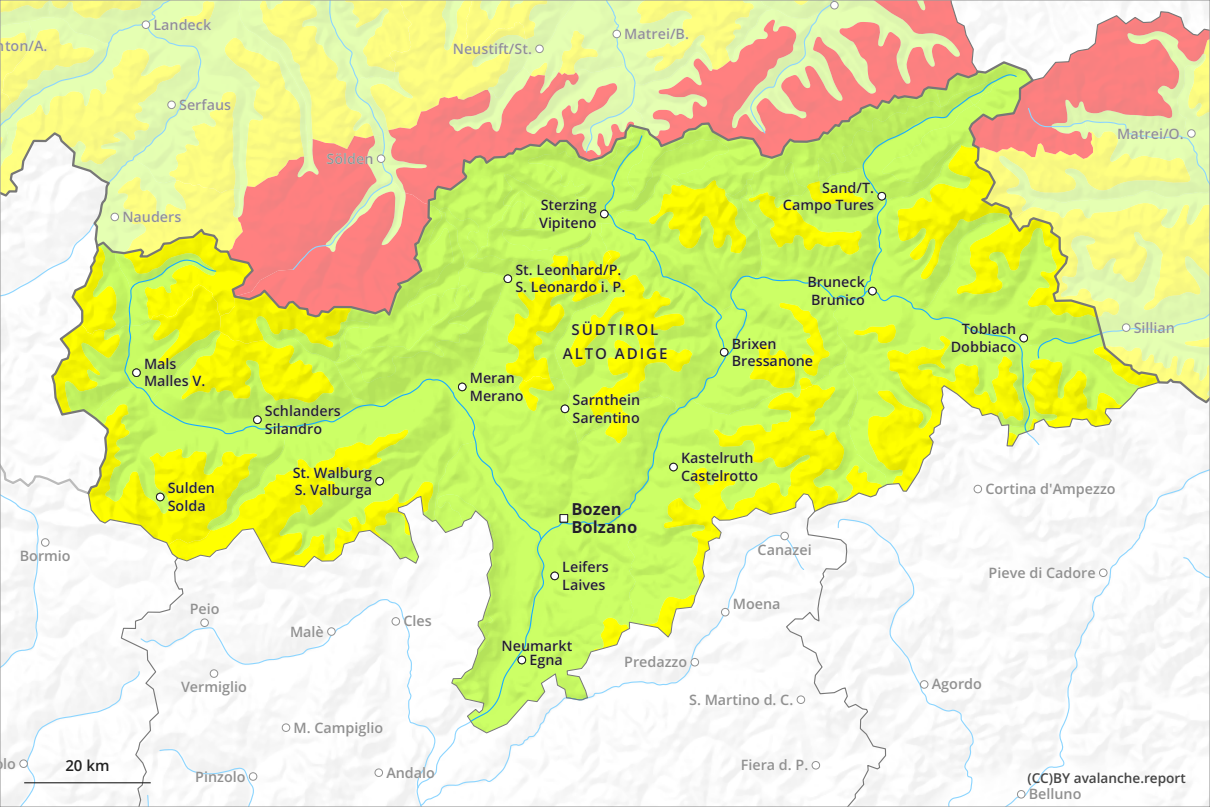 Landeck
nton/A.
Neustift/St.
Matrei/B.
Serfaus
Matrei/O.
Sölden
Nauders
Sterzing
Vipiteno
Sand/T.
Campo Tures
St. Leonhard/P.
S. Leonardo i. P.
Bruneck
Brunico
SÜDTIROL
ALTO ADIGE
Toblach
Dobbiaco
Sillian
Brixen
Bressanone
Mals
Malles V.
Meran
Merano
Schlanders
Silandro
Sarnthein
Sarentino
St. Walburg
S. Valburga
Kastelruth
Castelrotto
Sulden
Solda
Cortina d'Ampezzo
Bozen
Bolzano
Bormio
Canazei
Leifers
Laives
Pieve di Cadore
Peio
Moena
Malè
Cles
Neumarkt
Egna
Predazzo
Vermiglio
Agordo
S. Martino d. C.
M. Campiglio
olo
20 km
Pinzolo
Andalo
Fiera d. P.
(CC)BY avalanche.report
Belluno